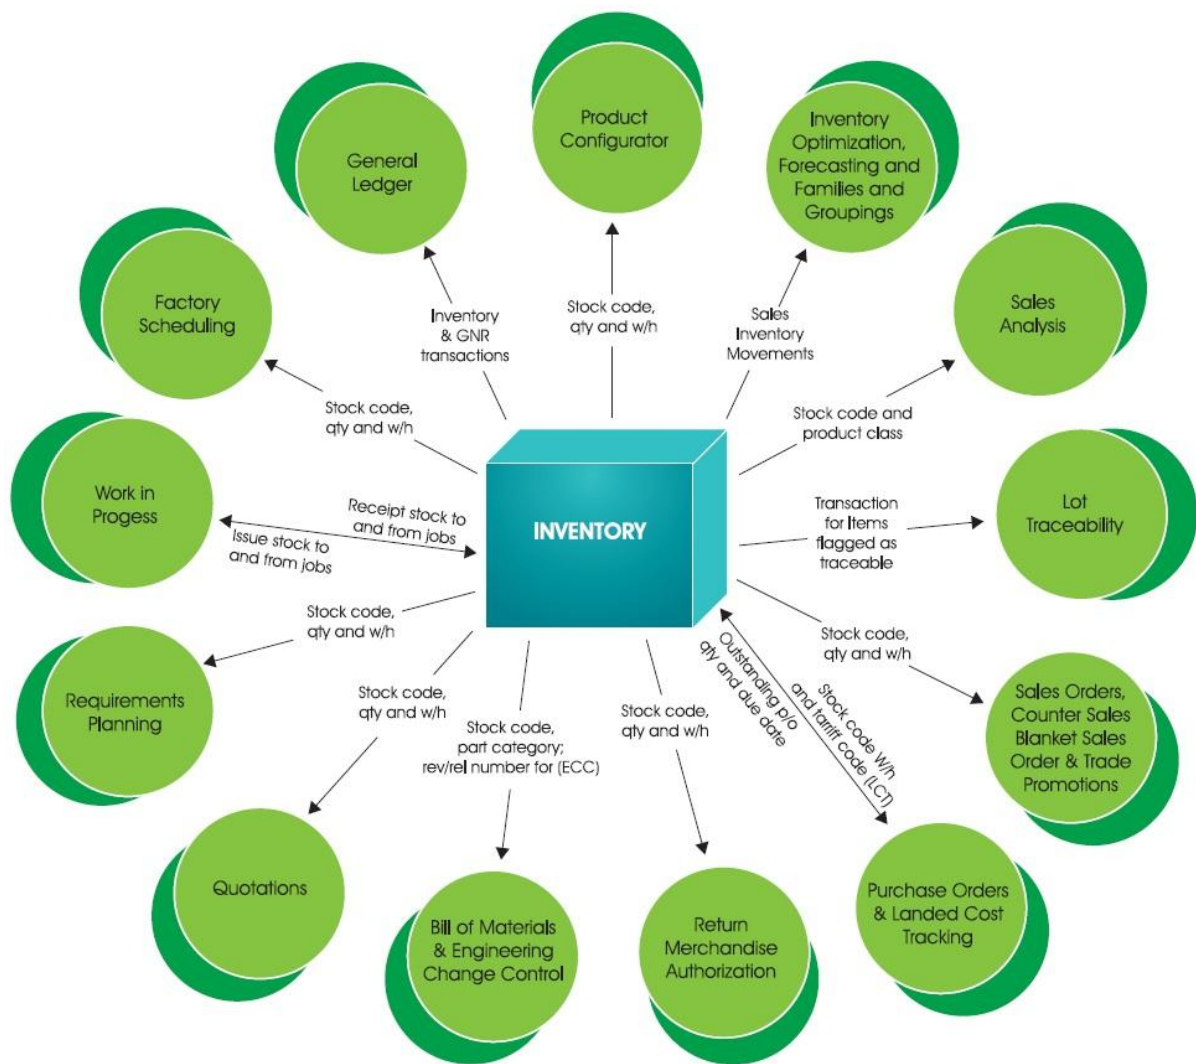 Product
Configurator
Inventory
Optimization,
Forecasting and
Families and
Groupings
General
Ledger
Sales
Analysis
Factory
Scheduling
Inventory
& GNR
transactions
Stock code,
qty and w/h
Sales
Inventory
Movements
Stock code,
qty and w/h
Stock code and
product class
Work in
Progess
Receipt stock to
and from jobs
Issue stock to
and from jobs
INVENTORY
Transaction
for Items
flagged as
traceable
Lot
Traceability
Stock code,
qty and w/h
Stock code,
qty and w/h
Requirements
Planning
Stock code,
qty and w/h
Stock code,
part category;
rev/rel number for (ECC)
Stock code,
qty and w/h
Outstanding p/o
qty and due date
Stock code W/h
and tarriff code (LCT)
Sales Orders,
Counter Sales
Blanket Sales
Order & Trade
Promotions
Quotations
Bill of Materials
& Engineering
Change Control
Return
Merchandise
Authorization
Purchase Orders
& Landed Cost
Tracking